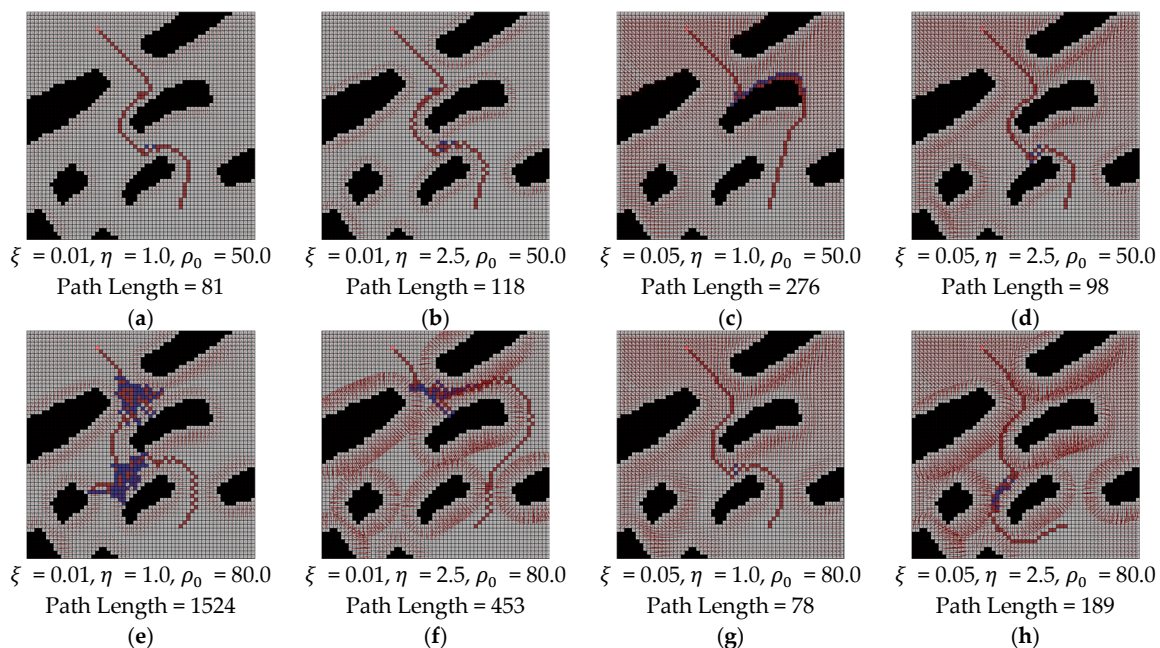 ξ = 0.01, η = 1.0, ρ₀ = 50.0
Path Length = 81
(a)
ξ = 0.01, η = 2.5, ρ₀ = 50.0
Path Length = 118
(b)
ξ = 0.05, η = 1.0, ρ₀ = 50.0
Path Length = 276
(c)
ξ = 0.05, η = 2.5, ρ₀ = 50.0
Path Length = 98
(d)
ξ = 0.01, η = 1.0, ρ₀ = 80.0
Path Length = 1524
(e)
ξ = 0.01, η = 2.5, ρ₀ = 80.0
Path Length = 453
(f)
ξ = 0.05, η = 1.0, ρ₀ = 80.0
Path Length = 78
(g)
ξ = 0.05, η = 2.5, ρ₀ = 80.0
Path Length = 189
(h)